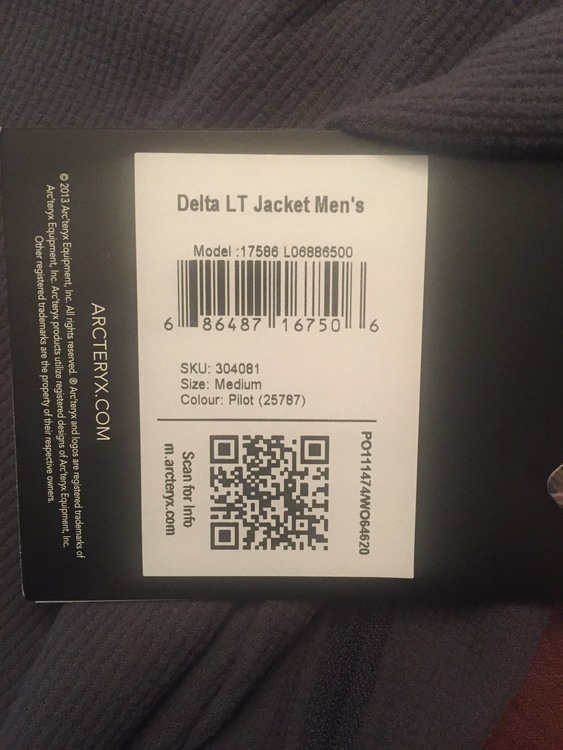 Delta LT Jacket Men's
Model :17586 L06886500
6 86487 16750 6
SKU: 304081
Size: Medium
Colour: Pilot (25787)
PO111474/WO64620
Scan for Info
m.arcteryx.com
ARCTERYX.COM
© 2013 Arc'teryx Equipment, Inc. All rights reserved. ® Arc'teryx and logos are registered trademarks of
Arc'teryx Equipment, Inc. Arc'teryx products utilize registered designs of Arc'teryx Equipment, Inc.
Other registered trademarks are the property of their respective owners.